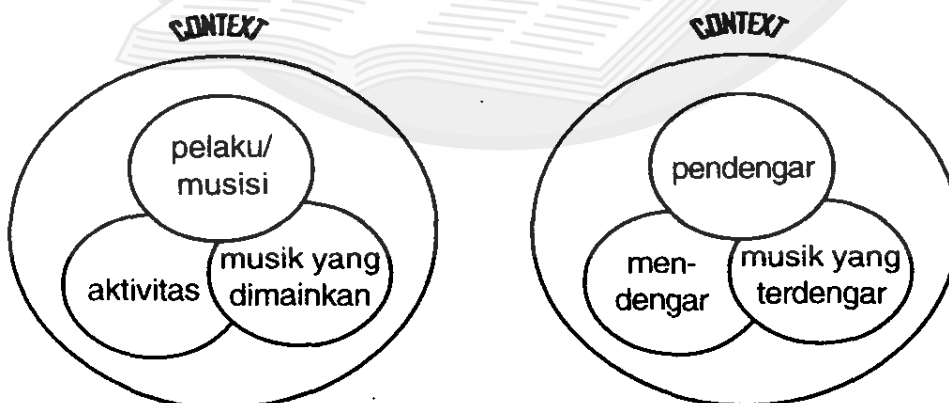 CONTEXT
pelaku/
musisi
aktivitas
musik yang
dimainkan
CONTEXT
pendengar
men-
dengar
musik yang
terdengar